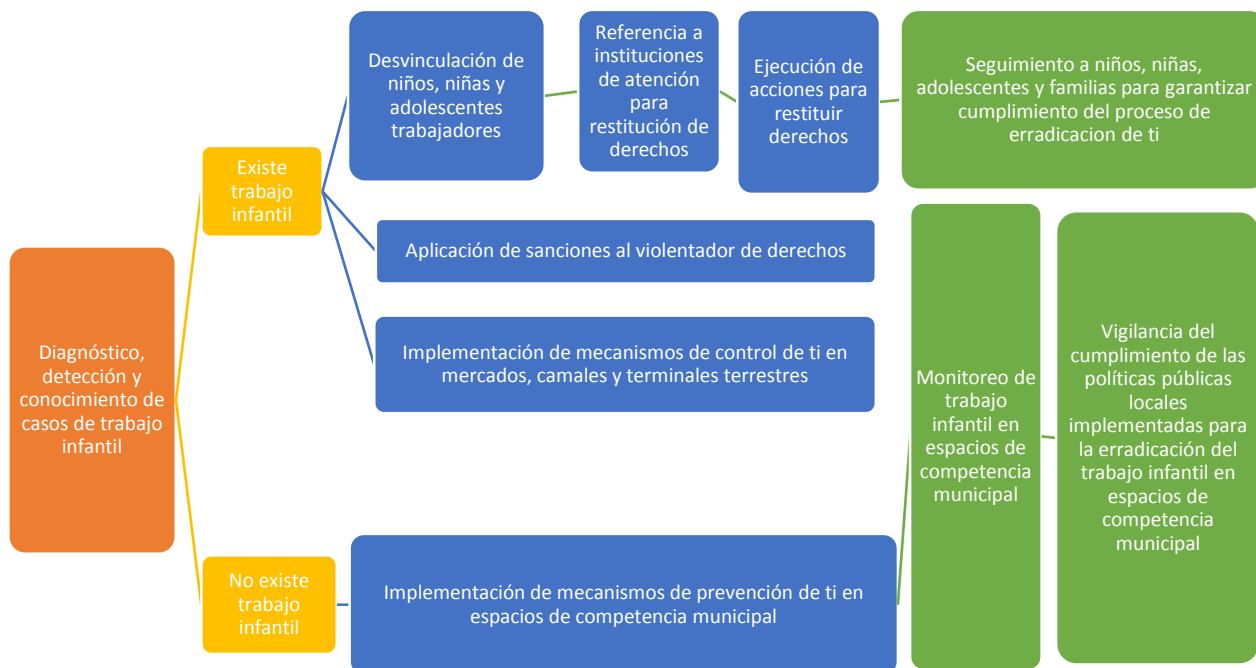 Diagnóstico,
detección y
conocimiento de
casos de trabajo
infantil
Existe
trabajo
infantil
Desvinculación de
niños, niñas y
adolescentes
trabajadores
Referencia a
instituciones
de atención
para
restitución de
derechos
Ejecución de
acciones para
restituir
derechos
Seguimiento a niños, niñas,
adolescentes y familias para garantizar
cumplimiento del proceso de
erradicacion de ti
Aplicación de sanciones al violentador de derechos
Implementación de mecanismos de control de ti en
mercados, camales y terminales terrestres
No existe
trabajo
infantil
Implementación de mecanismos de prevención de ti en
espacios de competencia municipal
Monitoreo de
trabajo
infantil en
espacios de
competencia
municipal
Vigilancia del
cumplimiento de las
políticas públicas
locales
implementadas para
la erradicación del
trabajo infantil en
espacios de
competencia
municipal